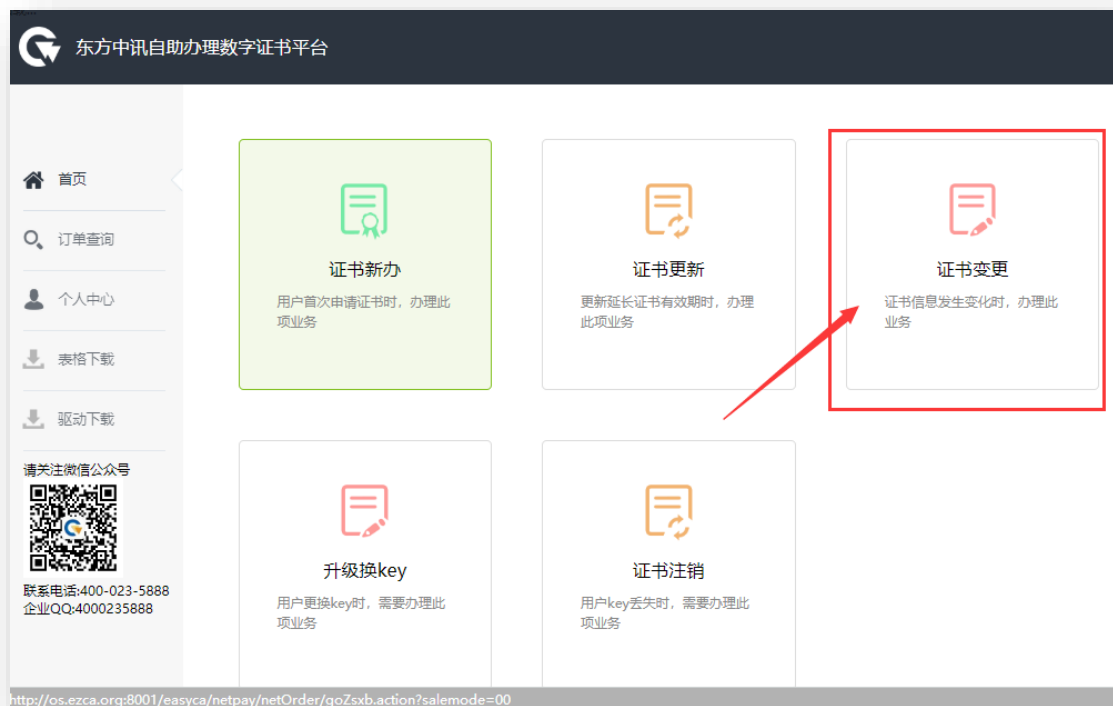 东方中讯自助办理数字证书平台
首页
订单查询
个人中心
表格下载
驱动下载
请关注微信公众号
联系电话:400-023-5888
企业QQ:4000235888
证书新办
用户首次申请证书时，办理此
项业务
证书更新
更新延长证书有效期时，办理
此项业务
证书变更
证书信息发生变化时，办理此
业务
升级换key
用户更换key时，需要办理此
项业务
证书注销
用户key丢失时，需要办理此
项业务
http://os.ezca.org:8001/easyca/netpay/netOrder/goZsxb.action?salemode=00